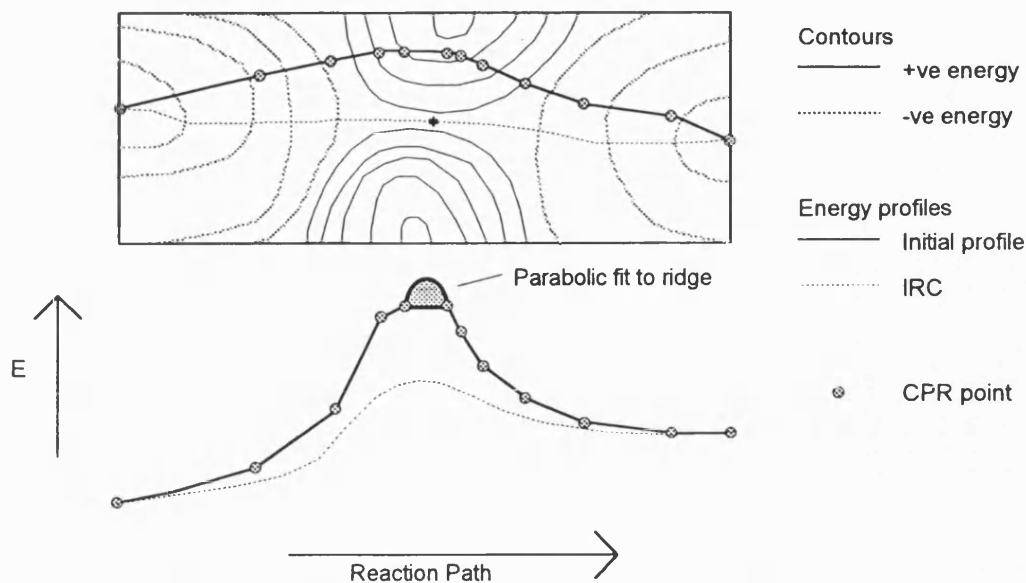 Contours
+ve energy
-ve energy
Energy profiles
Initial profile
IRC
CPR point
Parabolic fit to ridge
E
Reaction Path